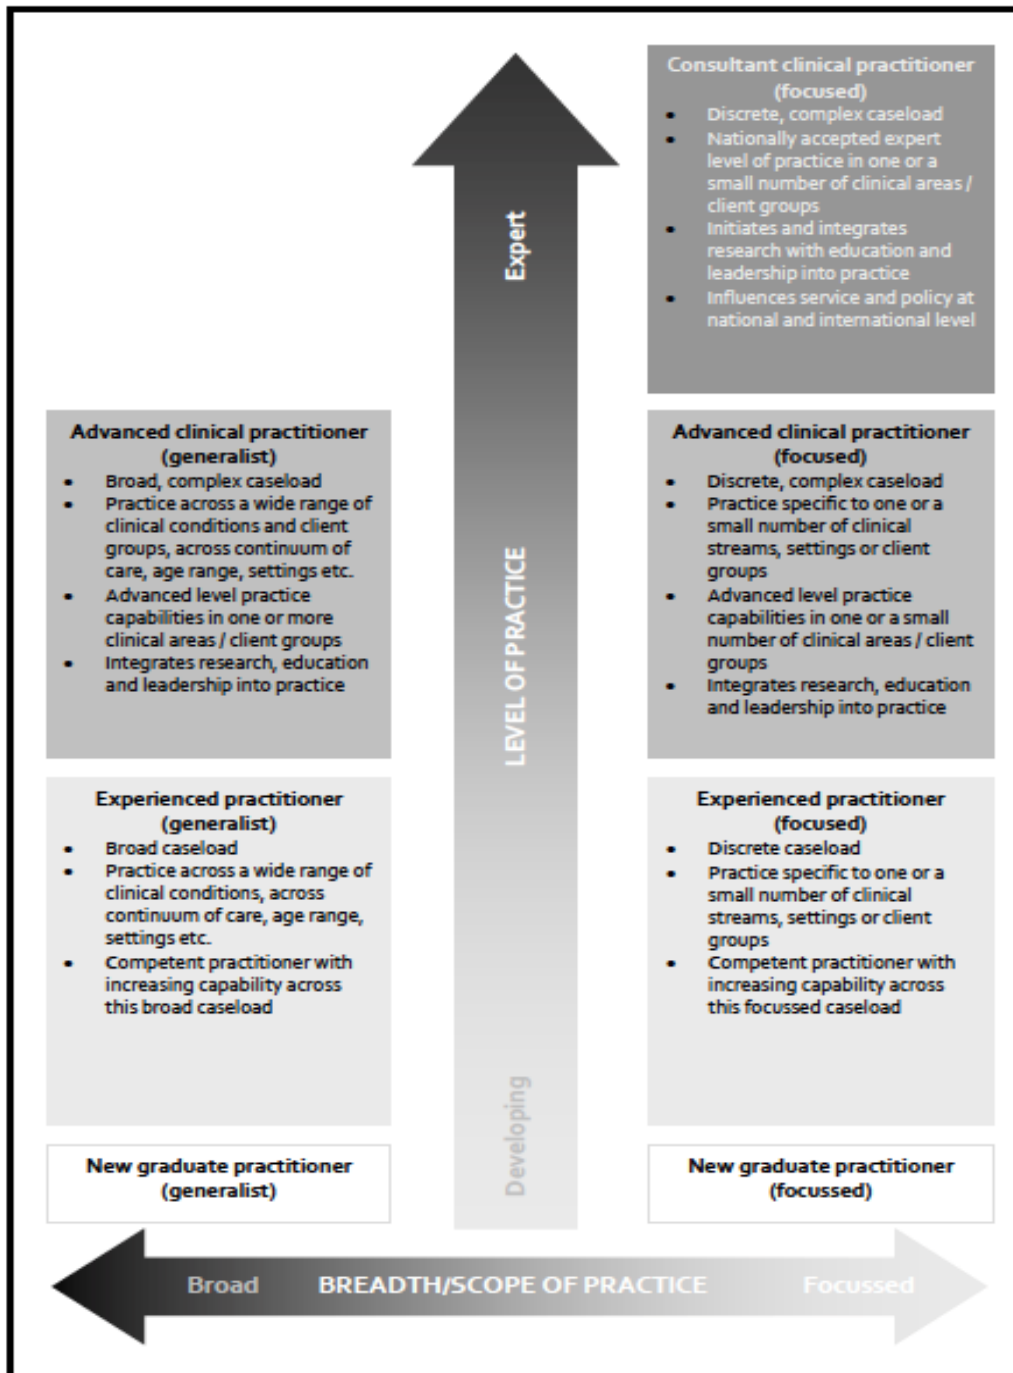 Consultant clinical practitioner
(focused)
• Discrete, complex caseload
• Nationally accepted expert
level of practice in one or a
small number of clinical areas /
client groups
• Initiates and integrates
research with education and
leadership into practice
• Influences service and policy at
national and international level
Expert
LEVEL OF PRACTICE
Developing
Advanced clinical practitioner
(generalist)
• Broad, complex caseload
• Practice across a wide range of
clinical conditions and client
groups, across continuum of
care, age range, settings etc.
• Advanced level practice
capabilities in one or more
clinical areas / client groups
• Integrates research, education
and leadership into practice
Advanced clinical practitioner
(focused)
• Discrete, complex caseload
• Practice specific to one or a
small number of clinical
streams, settings or client
groups
• Advanced level practice
capabilities in one or a small
number of clinical areas / client
groups
• Integrates research, education
and leadership into practice
Experienced practitioner
(generalist)
• Broad caseload
• Practice across a wide range of
clinical conditions, across
continuum of care, age range,
settings etc.
• Competent practitioner with
increasing capability across
this broad caseload
Experienced practitioner
(focused)
• Discrete caseload
• Practice specific to one or a
small number of clinical
streams, settings or client
groups
• Competent practitioner with
increasing capability across
this focussed caseload
New graduate practitioner
(generalist)
New graduate practitioner
(focussed)
Broad BREADTH/SCOPE OF PRACTICE Focussed